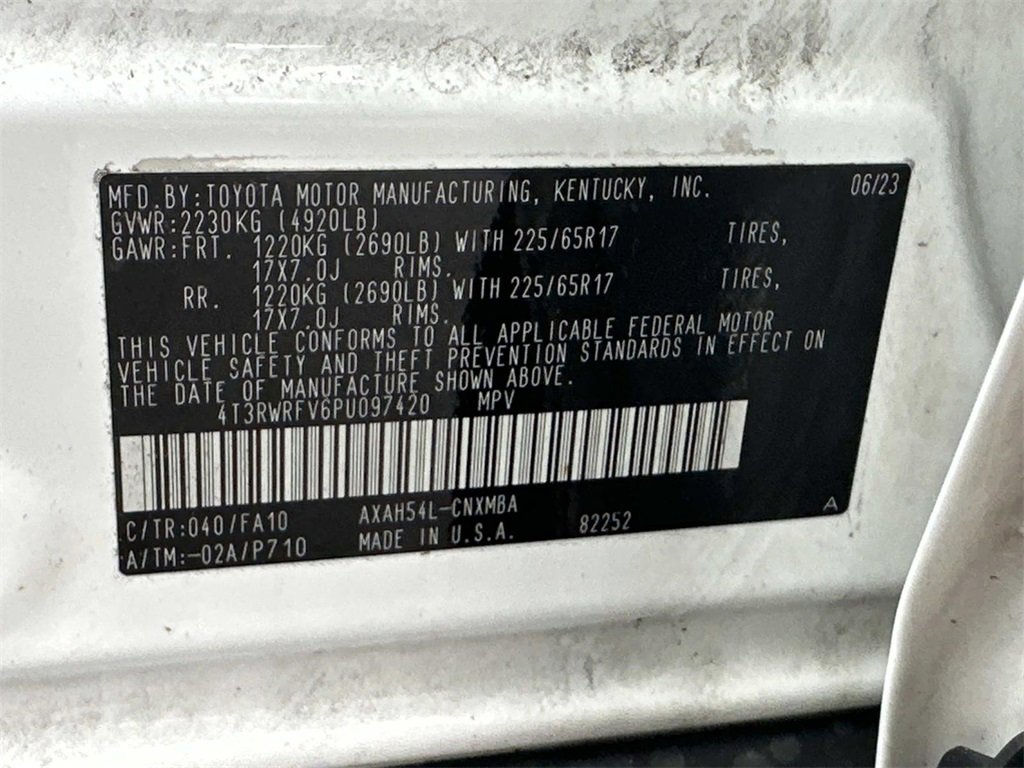 MFD. BY: TOYOTA MOTOR MANUFACTURING, KENTUCKY, INC. 06/23
GVWR: 2230KG (4920LB)
GAWR: FRT. 1220KG (2690LB) WITH 225/65R17 TIRES,
17X7.0J RIMS.
RR. 1220KG (2690LB) WITH 225/65R17 TIRES,
17X7.0J RIMS.
THIS VEHICLE CONFORMS TO ALL APPLICABLE FEDERAL MOTOR
VEHICLE SAFETY AND THEFT PREVENTION STANDARDS IN EFFECT ON
THE DATE OF MANUFACTURE SHOWN ABOVE.
4T3RWRFV6PU097420 MPV
C/TR:040/FA10 AXAH54L-CNXMBA A
A/TM:-02A/P710 MADE IN U.S.A. 82252